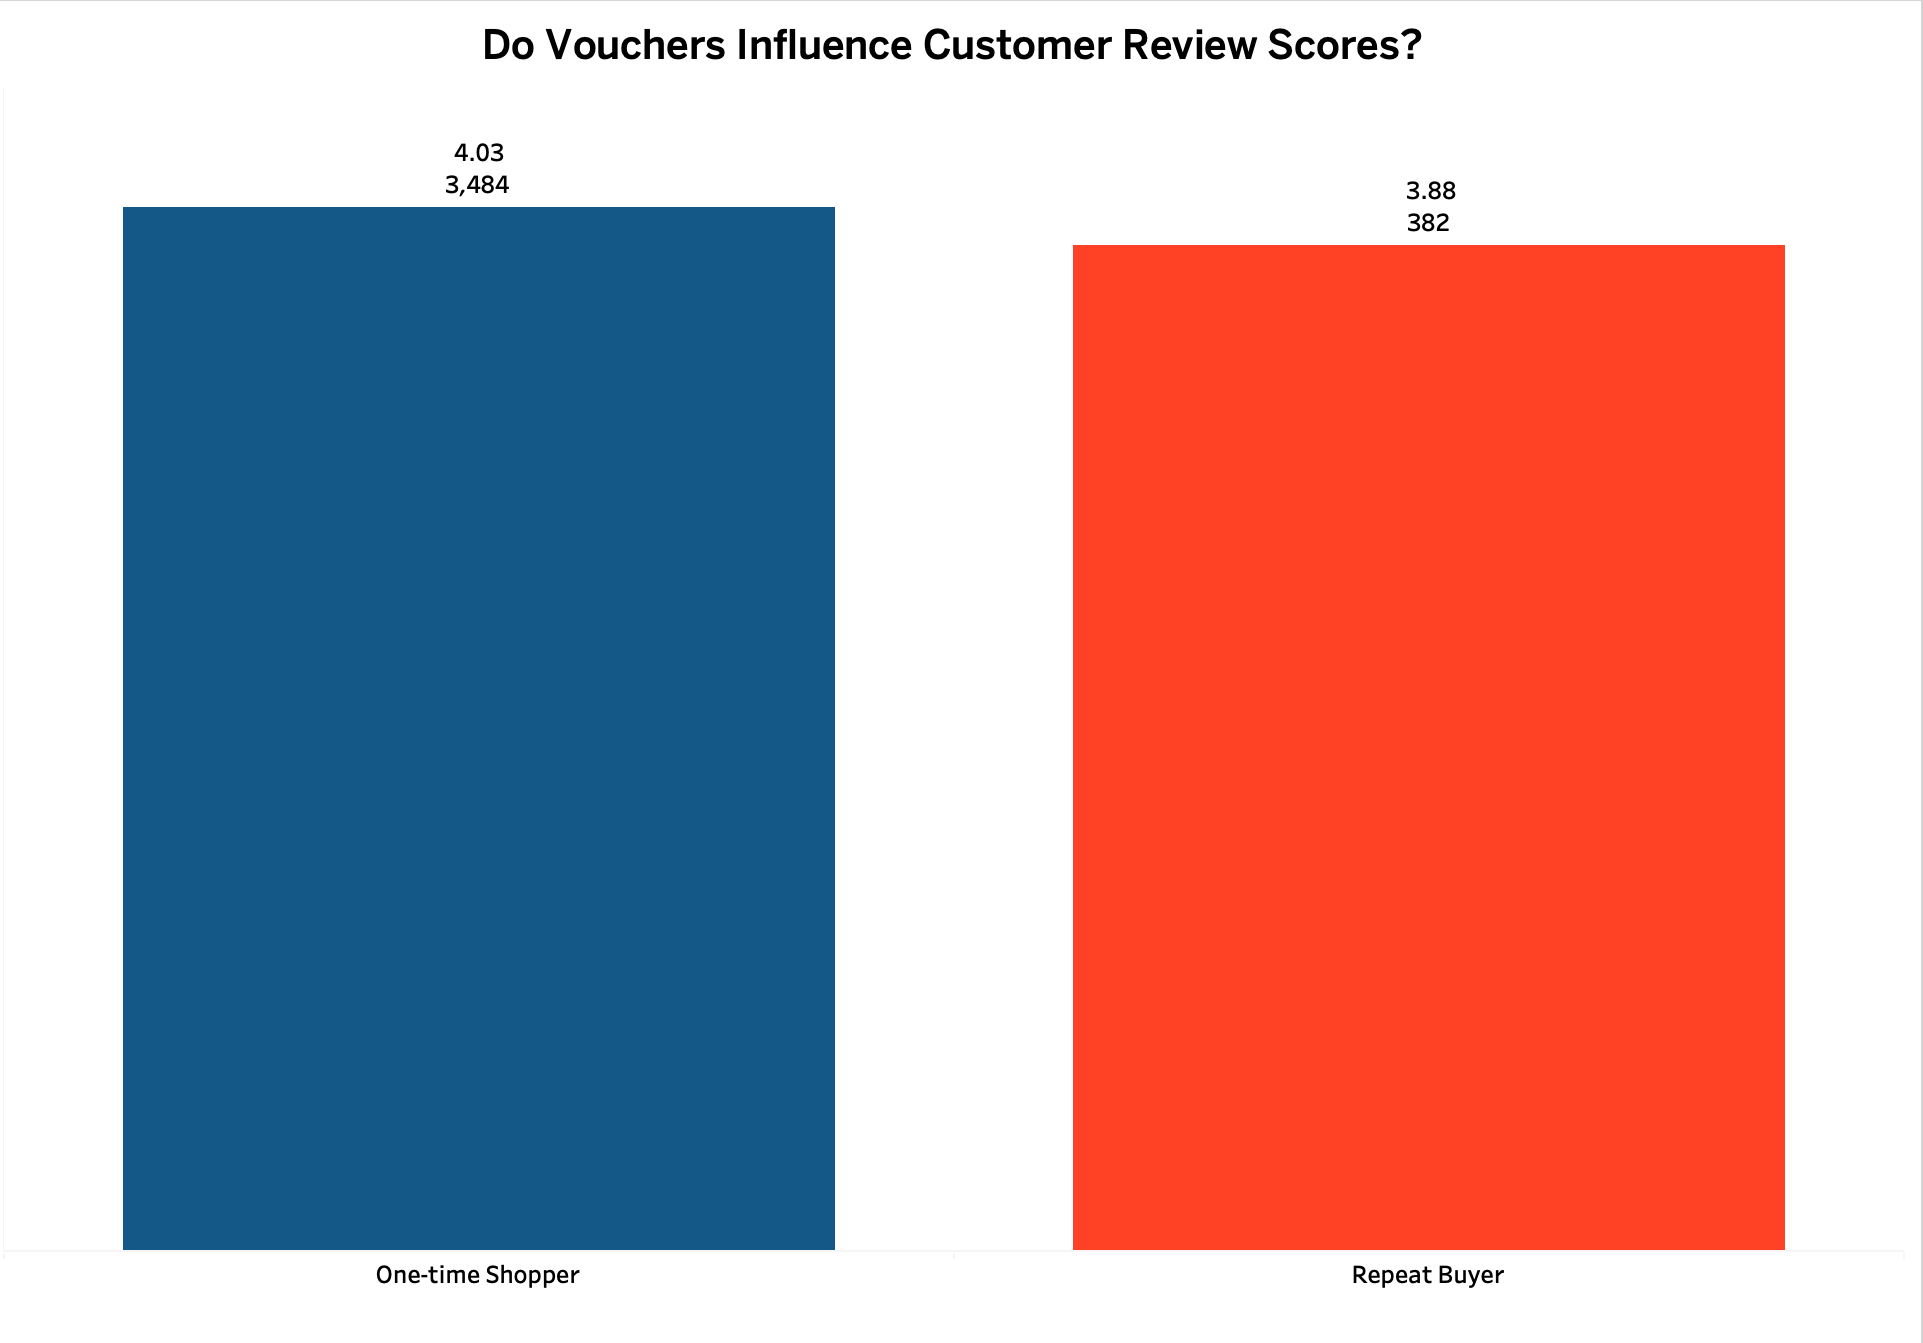 Do Vouchers Influence Customer Review Scores?
4.03
3,484
3.88
382
One-time Shopper
Repeat Buyer